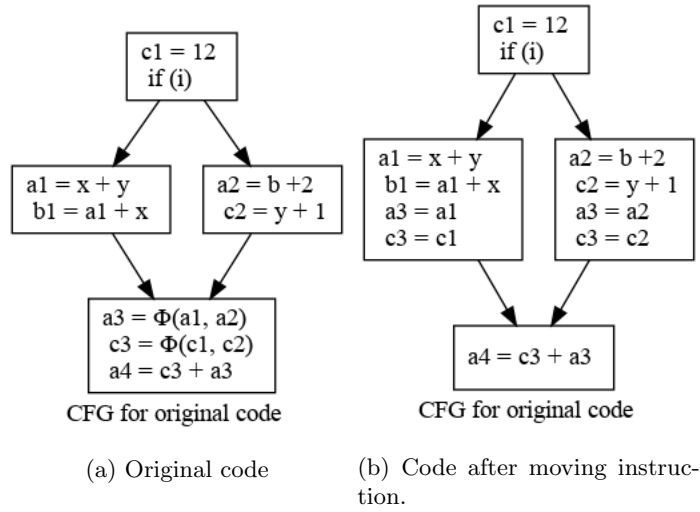 c1 = 12
if (i)
a1 = x + y
b1 = a1 + x
a2 = b +2
c2 = y + 1
a3 = Φ(a1, a2)
c3 = Φ(c1, c2)
a4 = c3 + a3
CFG for original code
(a) Original code
c1 = 12
if (i)
a1 = x + y
b1 = a1 + x
a3 = a1
c3 = c1
a2 = b +2
c2 = y + 1
a3 = a2
c3 = c2
a4 = c3 + a3
CFG for original code
(b) Code after moving instruc-
tion.